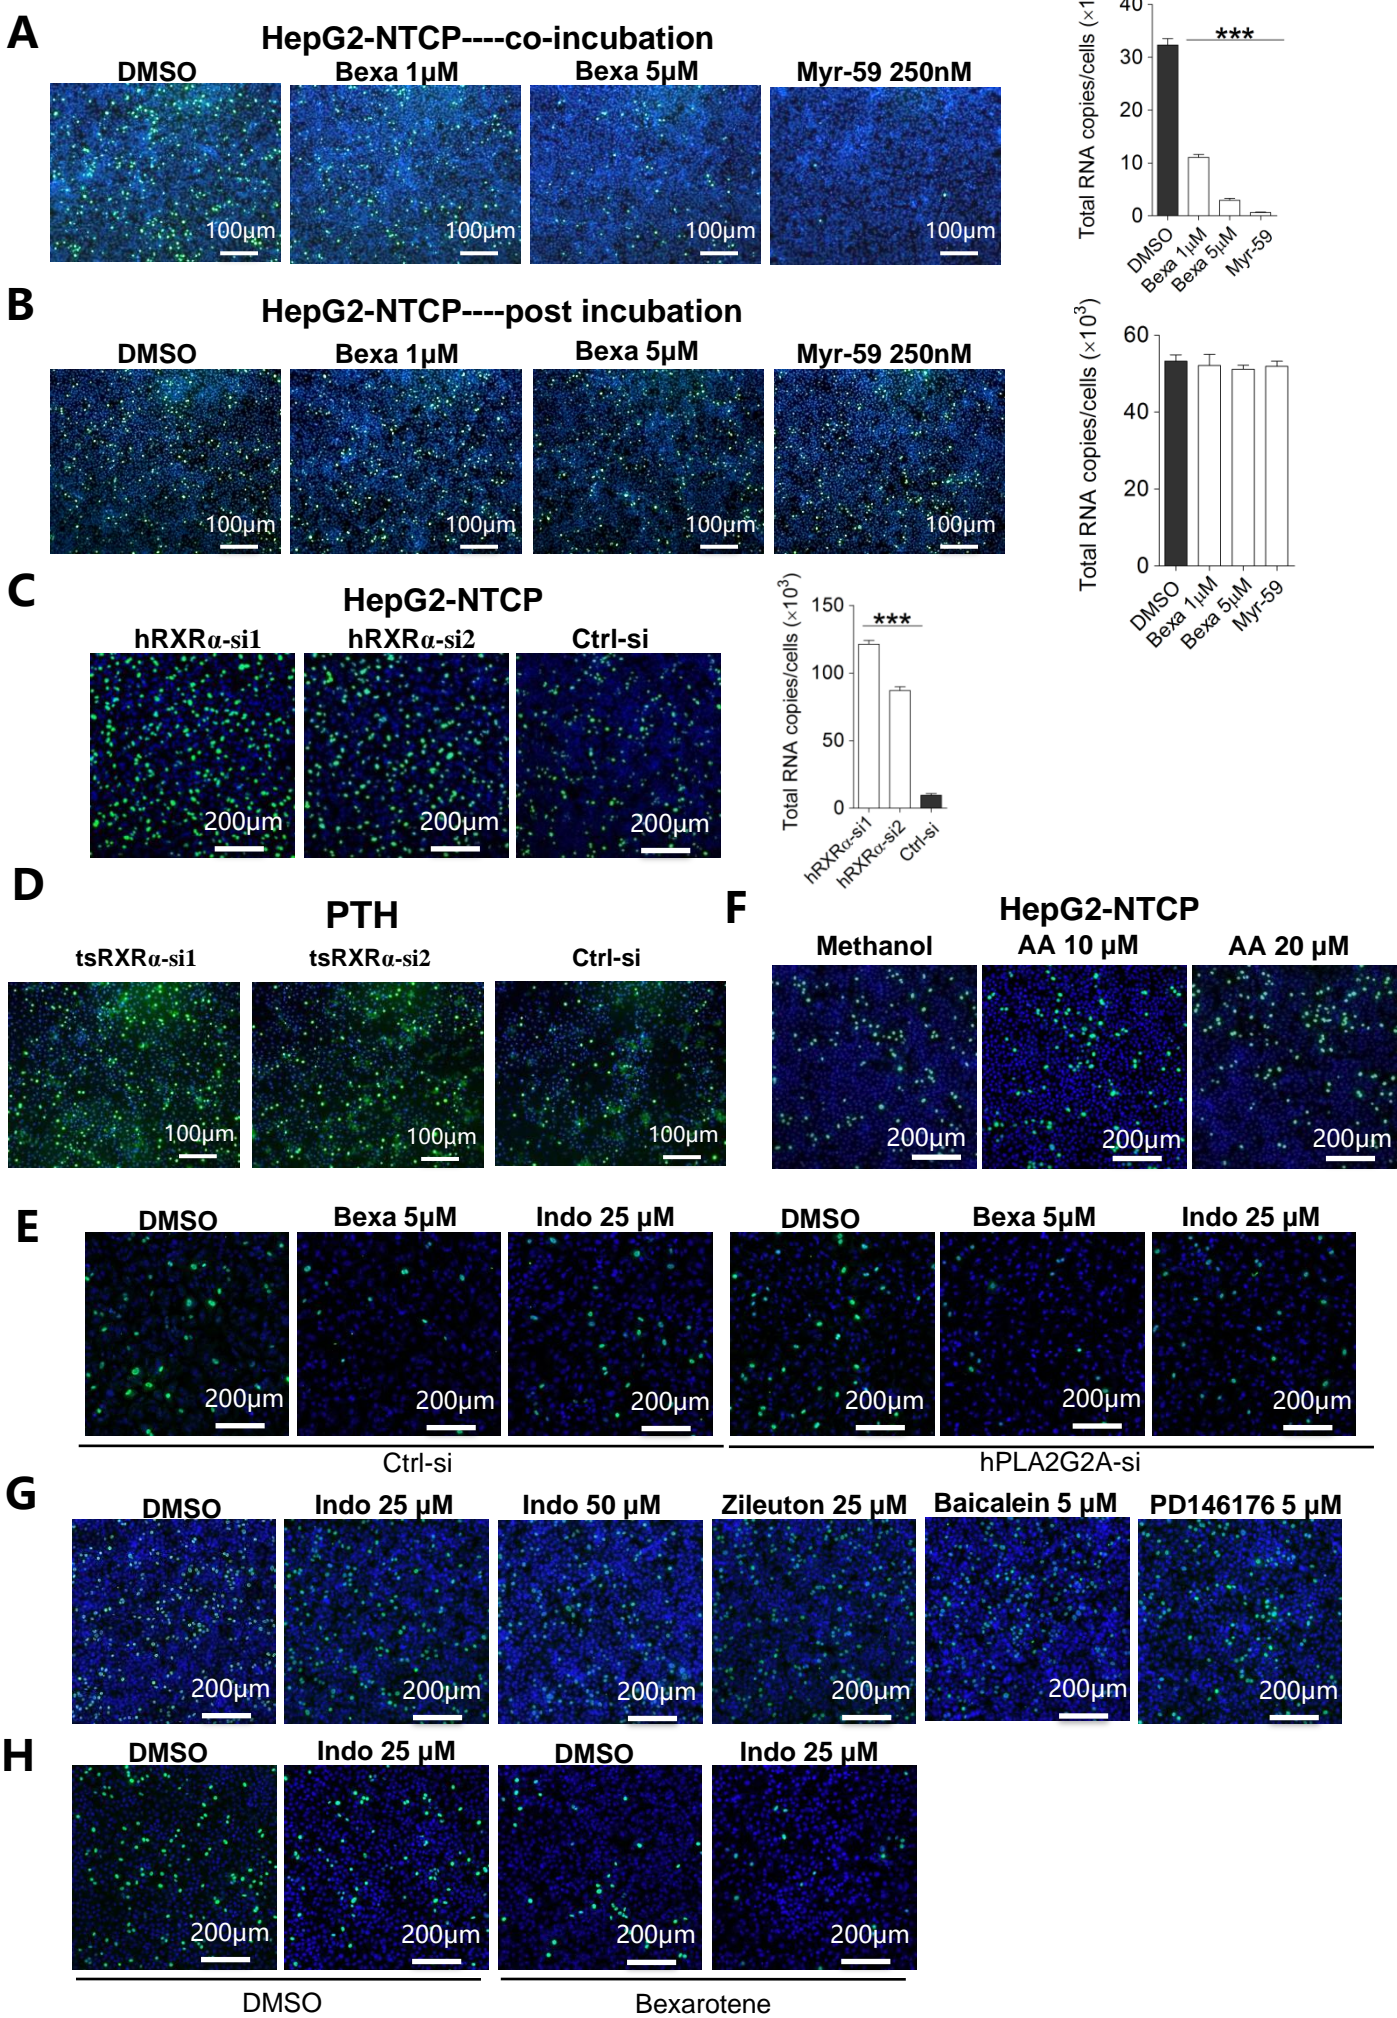 A
HepG2-NTCP----co-incubation
DMSO
Bexa 1μM
Bexa 5μM
Myr-59 250nM
100μm
100μm
100μm
100μm
40
30
20
10
0
***
DMSO
Bexa 1μM
Bexa 5μM
Myr-59
B
HepG2-NTCP----post incubation
DMSO
Bexa 1μM
Bexa 5μM
Myr-59 250nM
100μm
100μm
100μm
100μm
Total RNA copies/cells (×10³)
60
40
20
0
DMSO
Bexa 1μM
Bexa 5μM
Myr-59
C
HepG2-NTCP
hRXRα-si1
hRXRα-si2
Ctrl-si
200μm
200μm
200μm
Total RNA copies/cells (×10³)
150
100
50
0
***
hRXRα-si1
hRXRα-si2
Ctrl-si
D
PTH
tsRXRα-si1
tsRXRα-si2
Ctrl-si
100μm
100μm
100μm
F
HepG2-NTCP
Methanol
AA 10 μM
AA 20 μM
200μm
200μm
200μm
E
DMSO
Bexa 5μM
Indo 25 μM
DMSO
Bexa 5μM
Indo 25 μM
200μm
200μm
200μm
200μm
200μm
200μm
Ctrl-si
hPLA2G2A-si
G
DMSO
Indo 25 μM
Indo 50 μM
Zileuton 25 μM
Baicalein 5 μM
PD146176 5 μM
200μm
200μm
200μm
200μm
200μm
200μm
H
DMSO
Indo 25 μM
DMSO
Indo 25 μM
200μm
200μm
200μm
200μm
DMSO
Bexarotene
Total RNA copies/cells